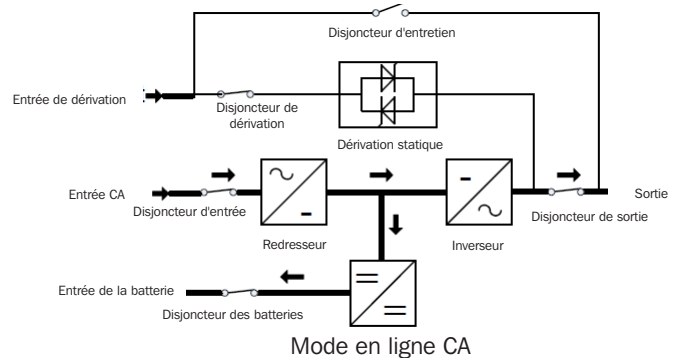 Disjoncteur d'entretien
Entrée de dérivation
Disjoncteur de
dérivation
Dérivation statique
Entrée CA
Disjoncteur d'entrée
Redresseur
Inverseur
Sortie
Disjoncteur de sortie
Entrée de la batterie
Disjoncteur des batteries
Mode en ligne CA